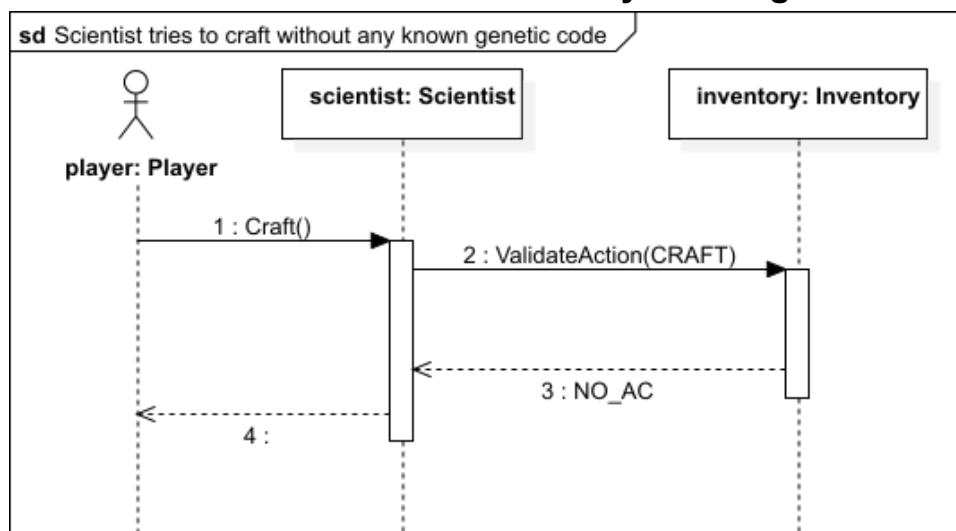 sd Scientist tries to craft without any known genetic code
scientist: Scientist
inventory: Inventory
player: Player
1 : Craft()
2 : ValidateAction(CRAFT)
3 : NO_AC
4 :